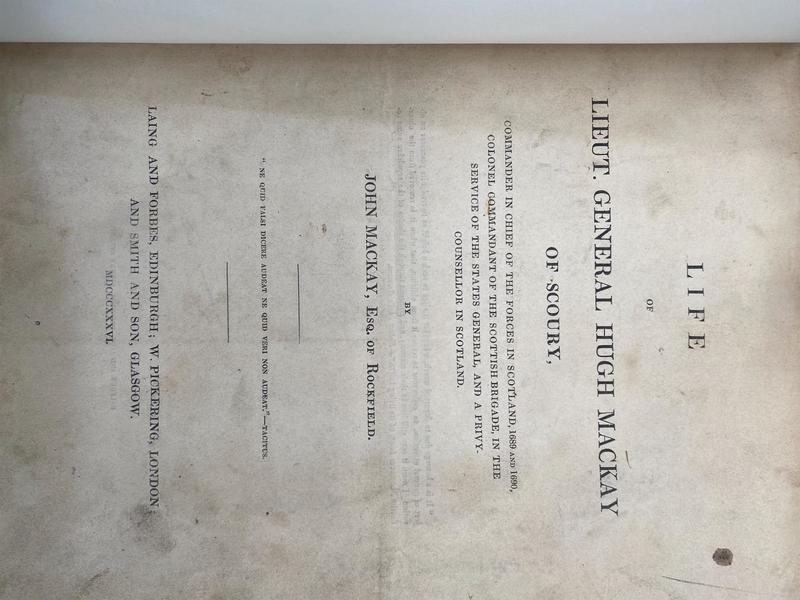 LIFE
OF
LIEUT. GENERAL HUGH MACKAY
OF SCOURY,
COMMANDER IN CHIEF OF THE FORCES IN SCOTLAND, 1689 AND 1690,
COLONEL COMMANDANT OF THE SCOTTISH BRIGADE, IN THE
SERVICE OF THE STATES GENERAL, AND A PRIVY-
COUNSELLOR IN SCOTLAND.
BY
JOHN MACKAY, ESQ. OF ROCKFIELD.
" NE QUID FALSI DICERE AUDEAT NE QUID VERI NON AUDEAT."—TACITUS.
LAING AND FORBES, EDINBURGH; W. PICKERING, LONDON;
AND SMITH AND SON, GLASGOW.
MDCCCXXXVI.